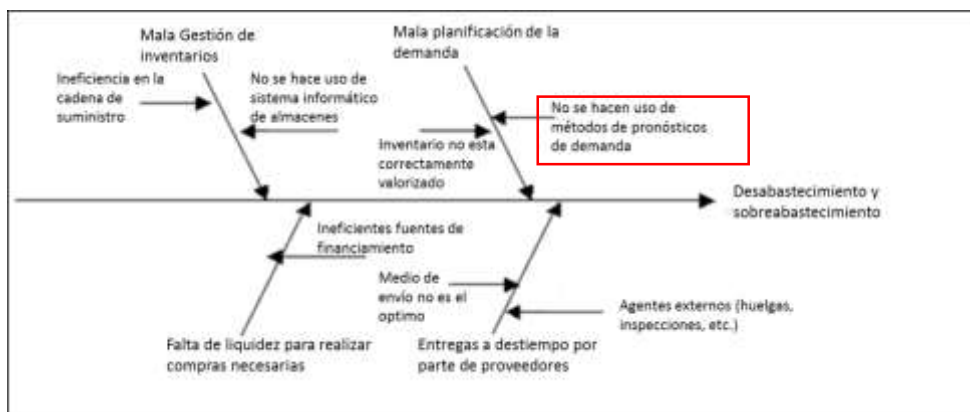 Mala Gestión de
inventarios
Mala planificación de la
demanda
Ineficiencia en la
cadena de
suministro
No se hace uso de
sistema informático
de almacenes
No se hacen uso de
métodos de pronósticos
de demanda
Inventario no esta
correctamente
valorizado
Desabastecimiento y
sobreabastecimiento
Ineficientes fuentes de
financiamiento
Medio de
envío no es el
optimo
Agentes externos (huelgas,
inspecciones, etc.)
Falta de liquidez para realizar
compras necesarias
Entregas a destiempo por
parte de proveedores